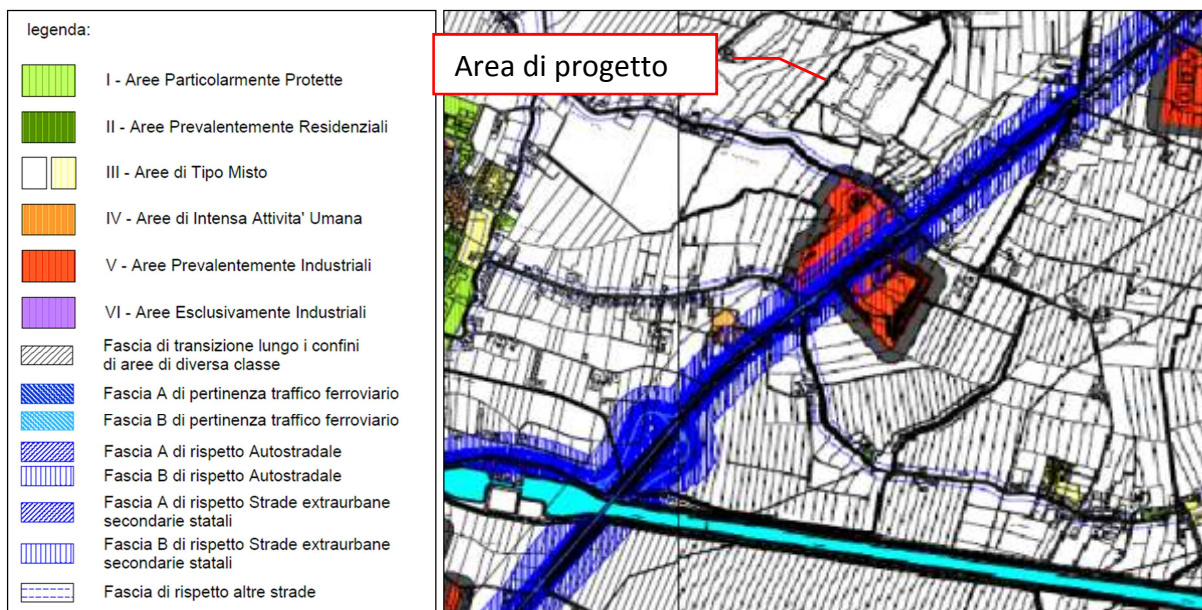 legenda:
I - Aree Particolarmente Protette
II - Aree Prevalentemente Residenziali
III - Aree di Tipo Misto
IV - Aree di Intensa Attivita' Umana
V - Aree Prevalentemente Industriali
VI - Aree Esclusivamente Industriali
Fascia di transizione lungo i confini
di aree di diversa classe
Fascia A di pertinenza traffico ferroviario
Fascia B di pertinenza traffico ferroviario
Fascia A di rispetto Autostradale
Fascia B di rispetto Autostradale
Fascia A di rispetto Strade extraurbane
secondarie statali
Fascia B di rispetto Strade extraurbane
secondarie statali
Fascia di rispetto altre strade
Area di progetto